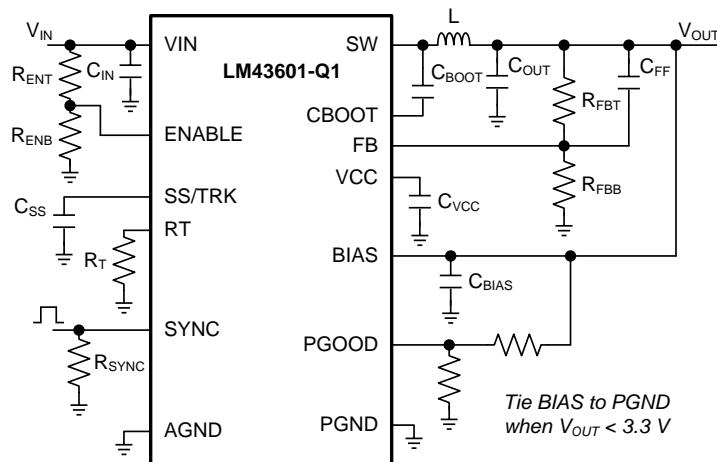 L
V_IN
VIN
SW
V_OUT
R_ENT
C_IN
LM43601-Q1
C_BOOT
C_OUT
R_FBT
C_FF
CBOOT
R_ENB
ENABLE
FB
VCC
R_FBB
C_SS
SS/TRK
C_VCC
RT
R_T
BIAS
C_BIAS
SYNC
PGOOD
R_SYNC
Tie BIAS to PGND
when V_OUT < 3.3 V
AGND
PGND